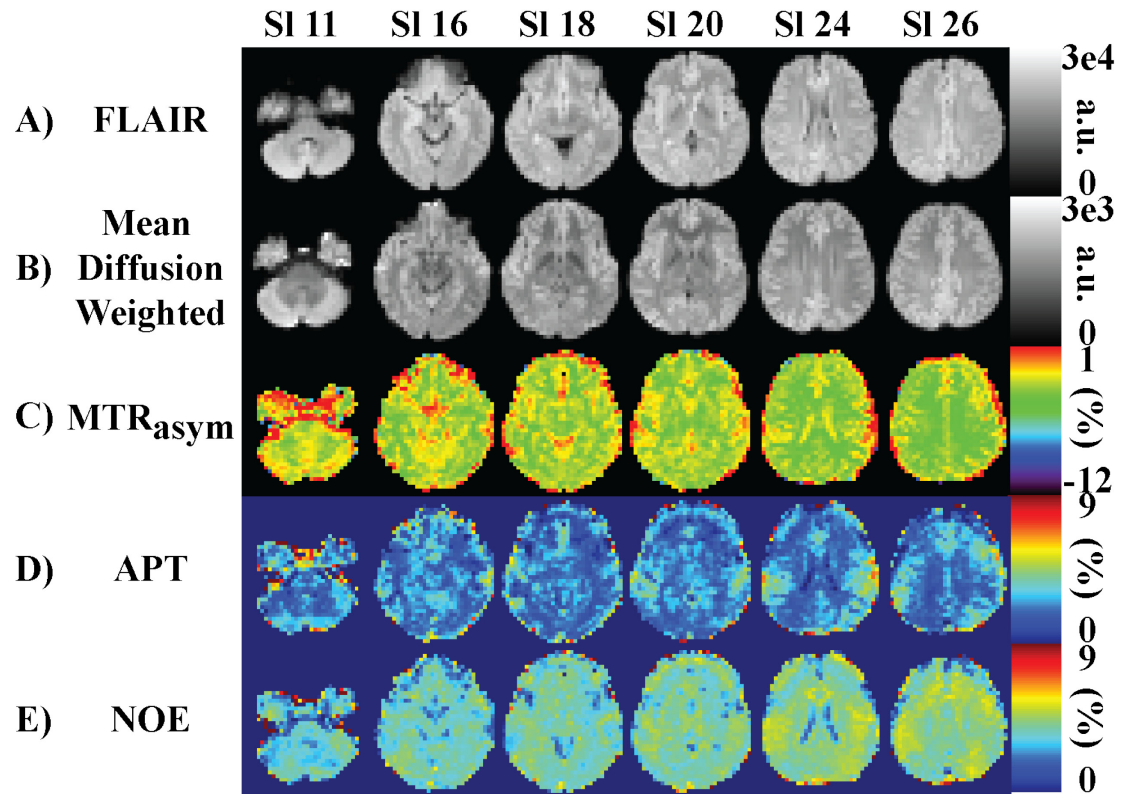 Sl 11 Sl 16 Sl 18 Sl 20 Sl 24 Sl 26
A) FLAIR
3e4
a.u.
0
B) Mean
Diffusion
Weighted
3e3
a.u.
0
C) MTRasym
1
(%)
-12
D) APT
9
(%)
0
E) NOE
9
(%)
0